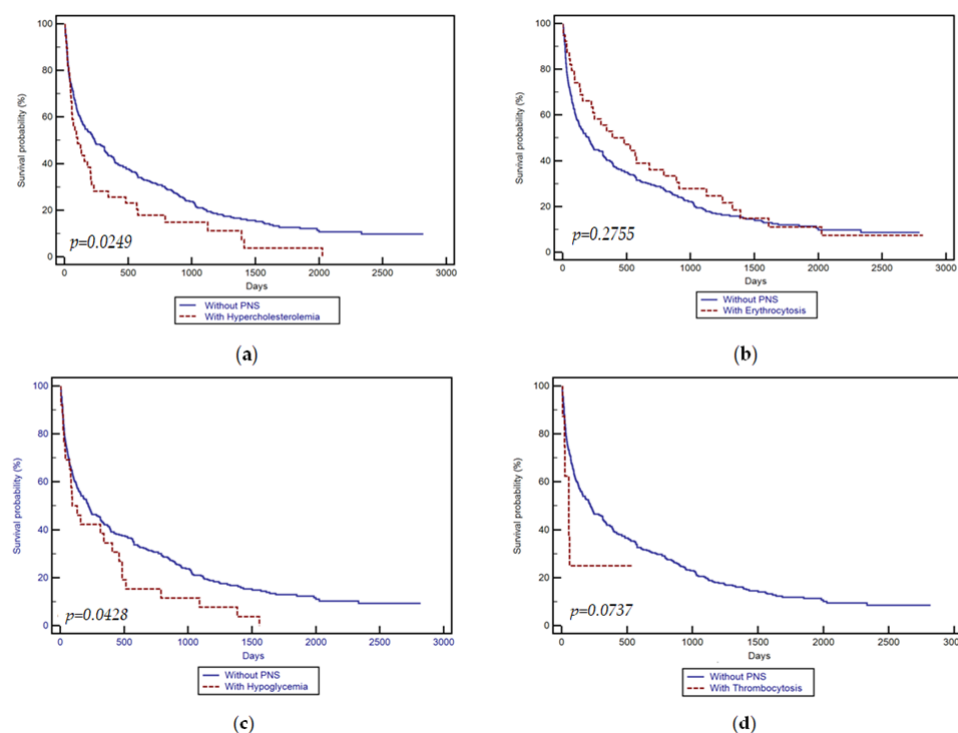 100
80
60
40
20
0
Survival probability (%)
p=0.0249
0 500 1000 1500 2000 2500 3000
Days
Without PNS
With Hypercholesterolemia
(a)
100
80
60
40
20
0
Survival probability (%)
p=0.2755
0 500 1000 1500 2000 2500 3000
Days
Without PNS
With Erythrocytosis
(b)
100
80
60
40
20
0
Survival probability (%)
p=0.0428
0 500 1000 1500 2000 2500 3000
Days
Without PNS
With Hypoglycemia
(c)
100
80
60
40
20
0
Survival probability (%)
p=0.0737
0 500 1000 1500 2000 2500 3000
Days
Without PNS
With Thrombocytosis
(d)